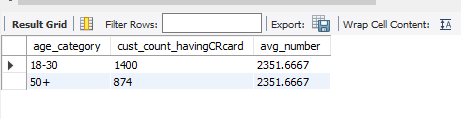 Result Grid Filter Rows: Export: Wrap Cell Content: IA
age_category cust_count_havingCRcard avg_number
18-30 1400 2351.6667
50+ 874 2351.6667